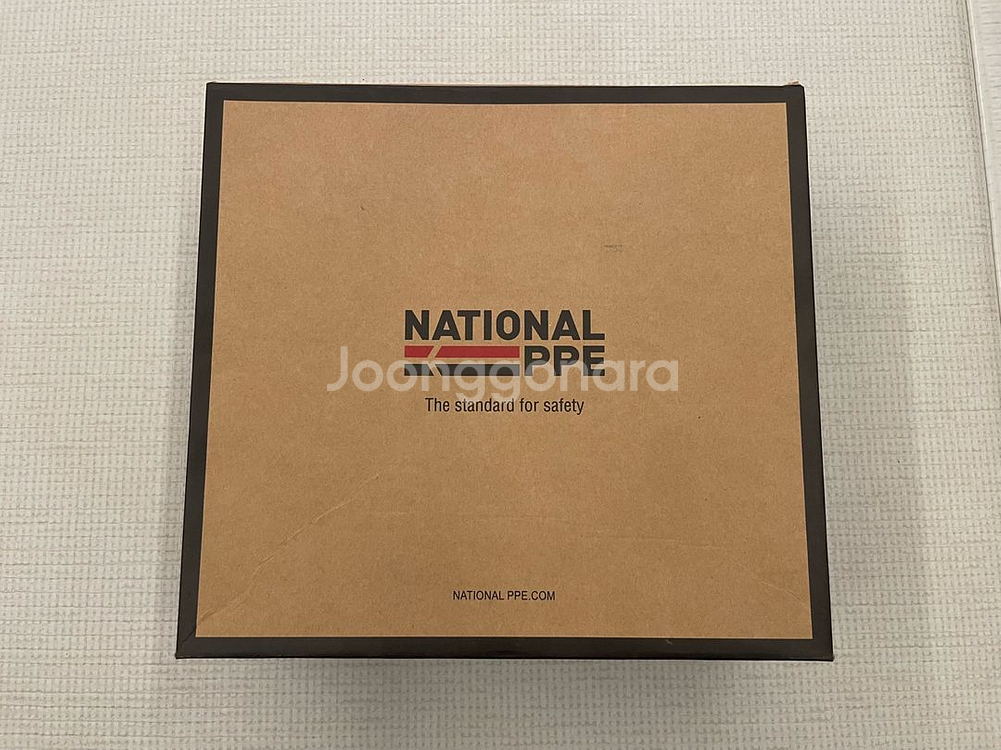 NATIONAL
PPE
Joonggonara
The standard for safety
NATIONAL PPE.COM